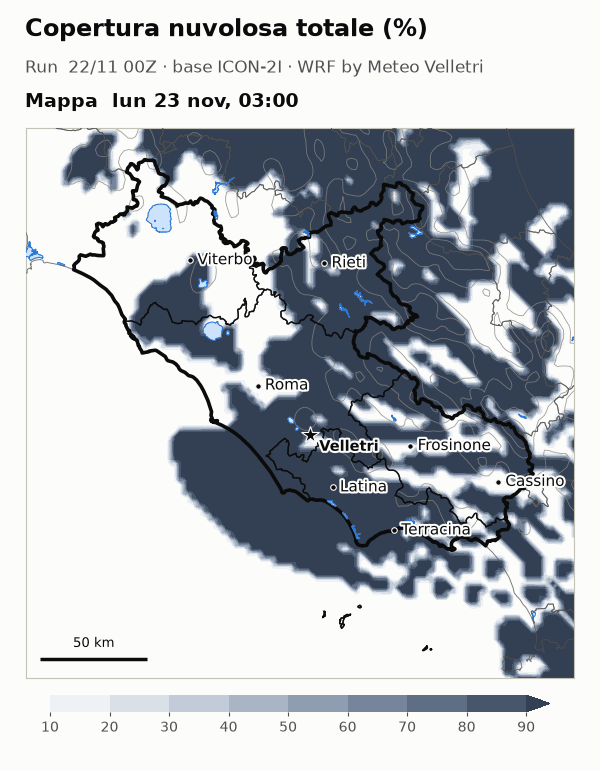 Copertura nuvolosa totale (%)
Run 22/11 00Z · base ICON-2I · WRF by Meteo Velletri
Mappa lun 23 nov, 03:00
Viterbo
Rieti
Roma
Velletri
Frosinone
Cassino
Latina
Terracina
50 km
10 20 30 40 50 60 70 80 90